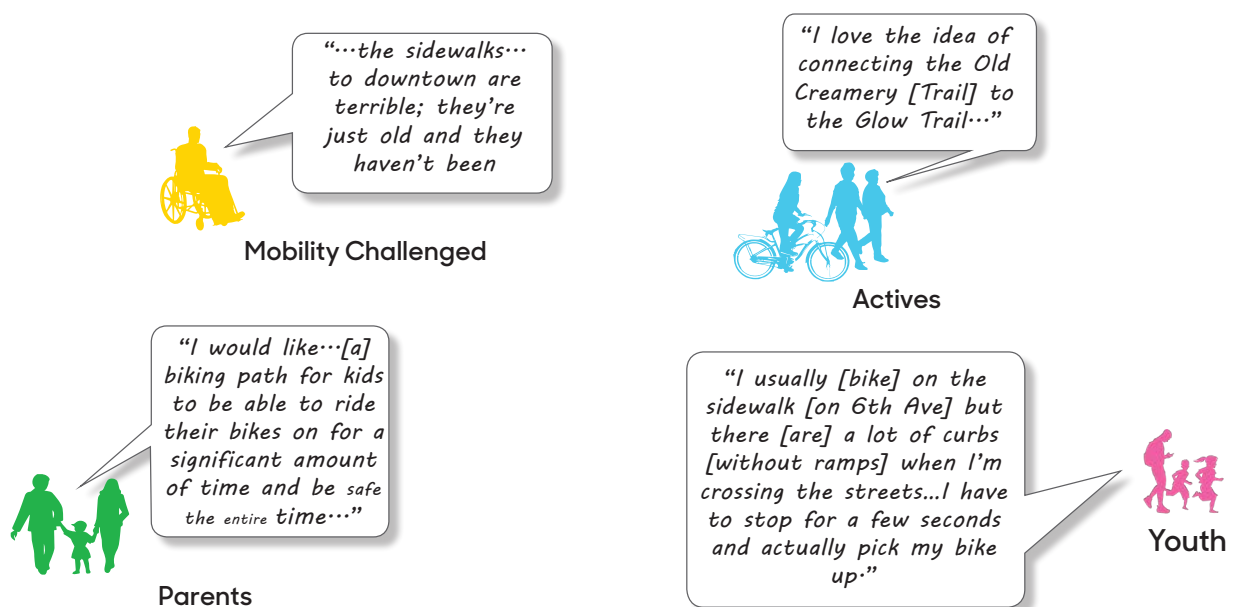 “…the sidewalks…
to downtown are
terrible; they’re
just old and they
haven’t been
Mobility Challenged
“I love the idea of
connecting the Old
Creamery [Trail] to
the Glow Trail…”
Actives
“I would like…[a]
biking path for kids
to be able to ride
their bikes on for a
significant amount
of time and be safe
the entire time…”
Parents
“I usually [bike] on the
sidewalk [on 6th Ave] but
there [are] a lot of curbs
[without ramps] when I’m
crossing the streets...I have
to stop for a few seconds
and actually pick my bike
up.”
Youth